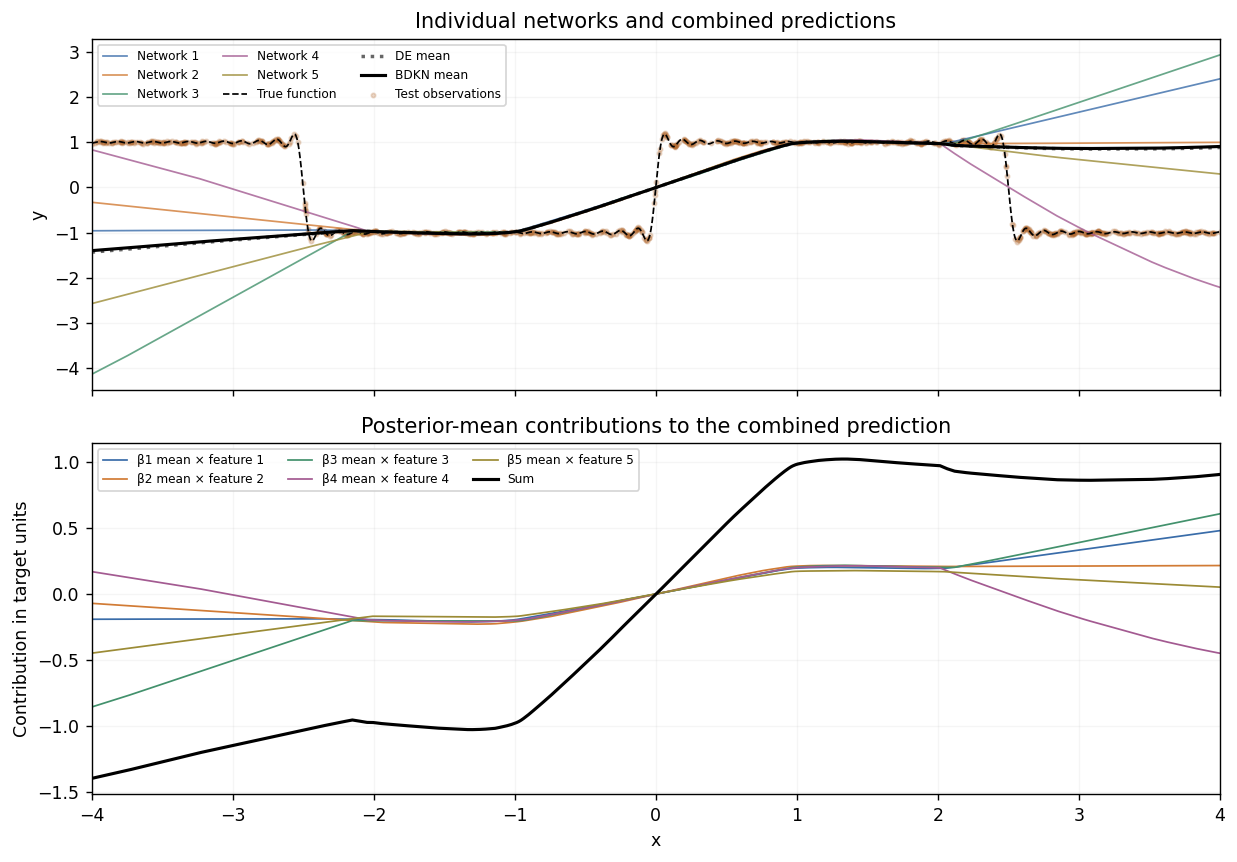 Individual networks and combined predictions
Network 1 Network 4 DE mean
Network 2 Network 5 BDKN mean
Network 3 True function Test observations
3
2
1
0
−1
−2
−3
−4
y
Posterior-mean contributions to the combined prediction
β1 mean × feature 1 β3 mean × feature 3 β5 mean × feature 5
β2 mean × feature 2 β4 mean × feature 4 Sum
1.0
0.5
0.0
−0.5
−1.0
−1.5
Contribution in target units
−4 −3 −2 −1 0 1 2 3 4
x